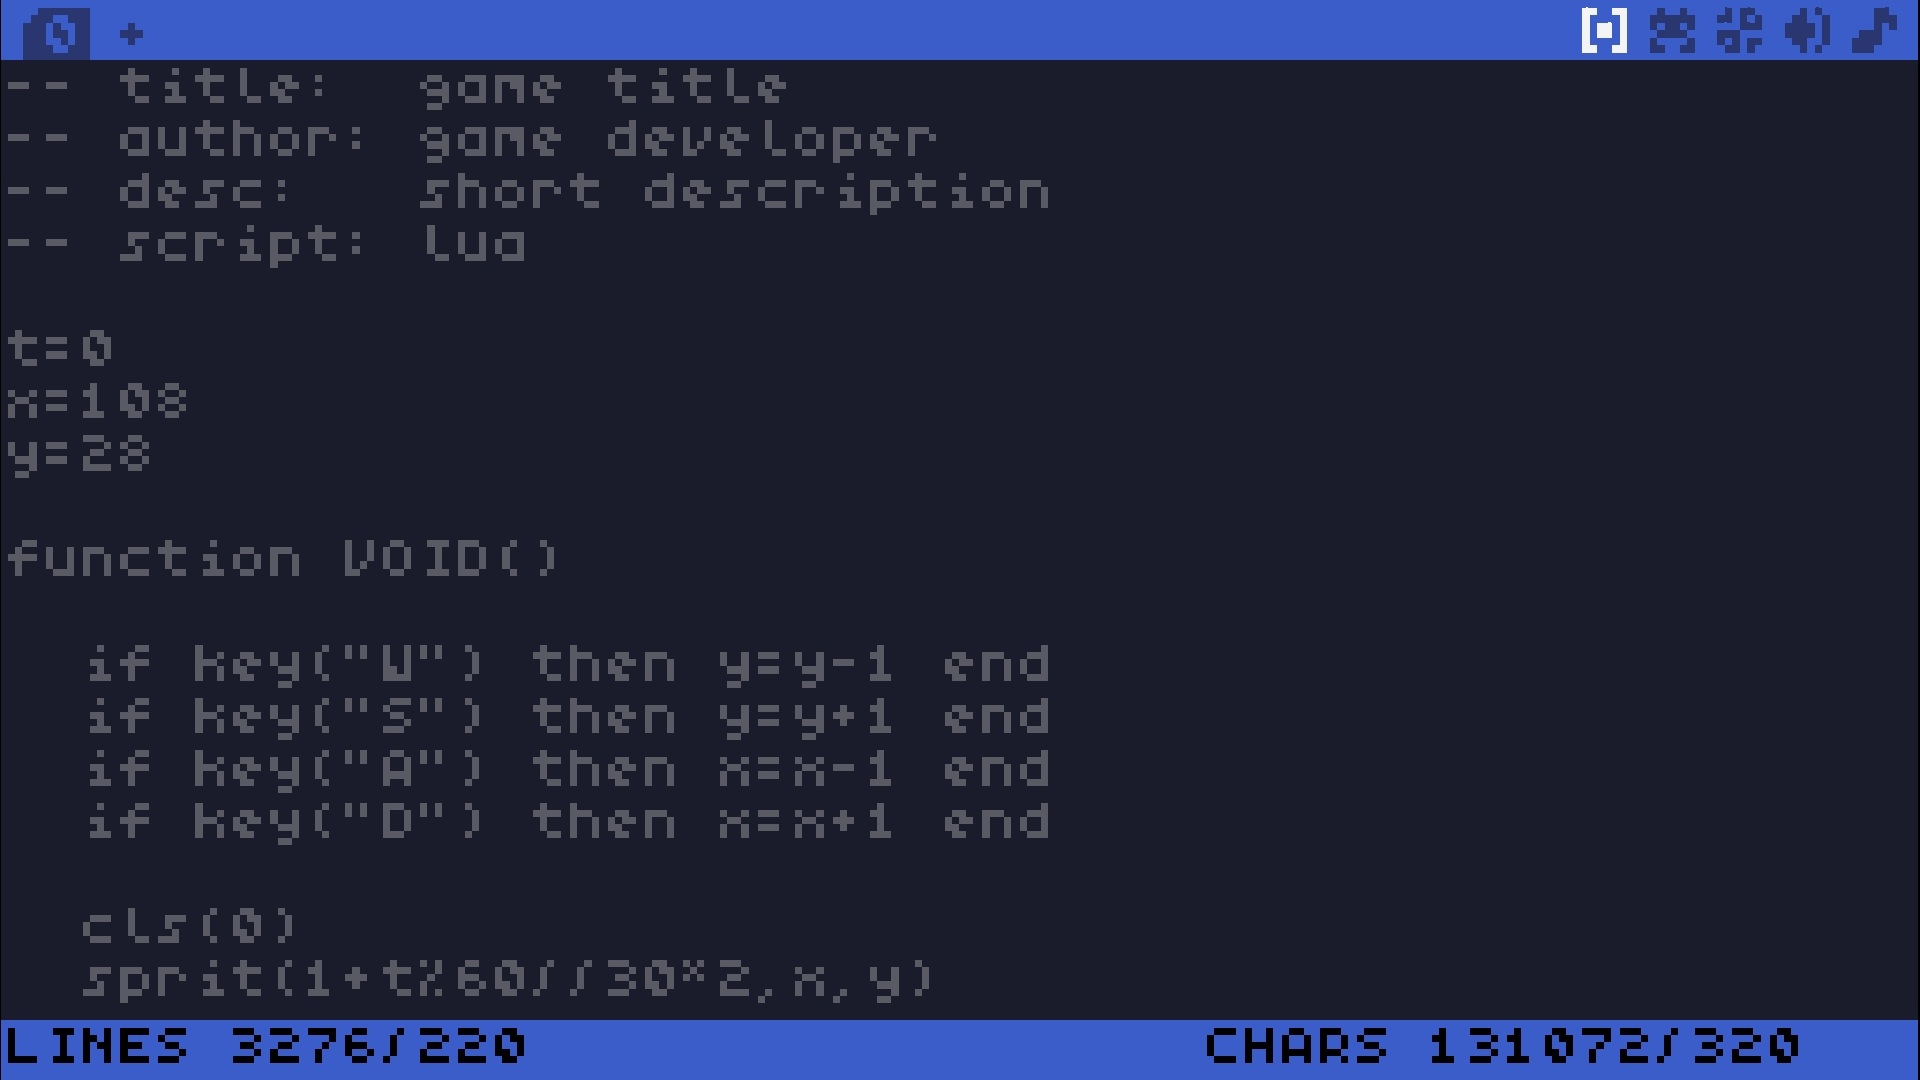 0 +
-- title:  game title
-- author: game developer
-- desc:   short description
-- script: lua
t=0
x=108
y=28
function VOID()
if key("W") then y=y-1 end
if key("S") then y=y+1 end
if key("A") then x=x-1 end
if key("D") then x=x+1 end
cls(0)
sprit(1+t%60//30*2,x,y)
LINES 3276/220 CHARS 131072/320